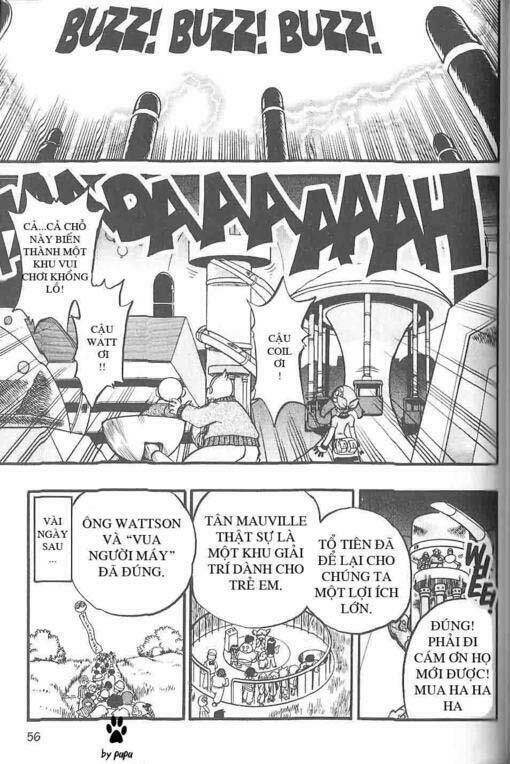 BUZZ! BUZZ! BUZZ!
TAADAAAAAAAH
CẢ...CẢ CHỖ
NÀY BIẾN
THÀNH MỘT
KHU VUI
CHƠI KHỔNG
LỒ!
CẬU
WATT
ƠI
!!
CẬU
COIL
ƠI
!
VÀI
NGÀY
SAU
...
ÔNG WATTSON
VÀ “VUA
NGƯỜI MÁY”
ĐÃ ĐÚNG.
TÂN MAUVILLE
THẬT SỰ LÀ
MỘT KHU GIẢI
TRÍ DÀNH CHO
TRẺ EM.
TỔ TIÊN ĐÃ
ĐỂ LẠI CHO
CHÚNG TA
MỘT LỢI ÍCH
LỚN.
WHEE!
ĐÚNG!
PHẢI ĐI
CÁM ƠN HỌ
MỚI ĐƯỢC!
MUA HA HA
HA
56
by papa